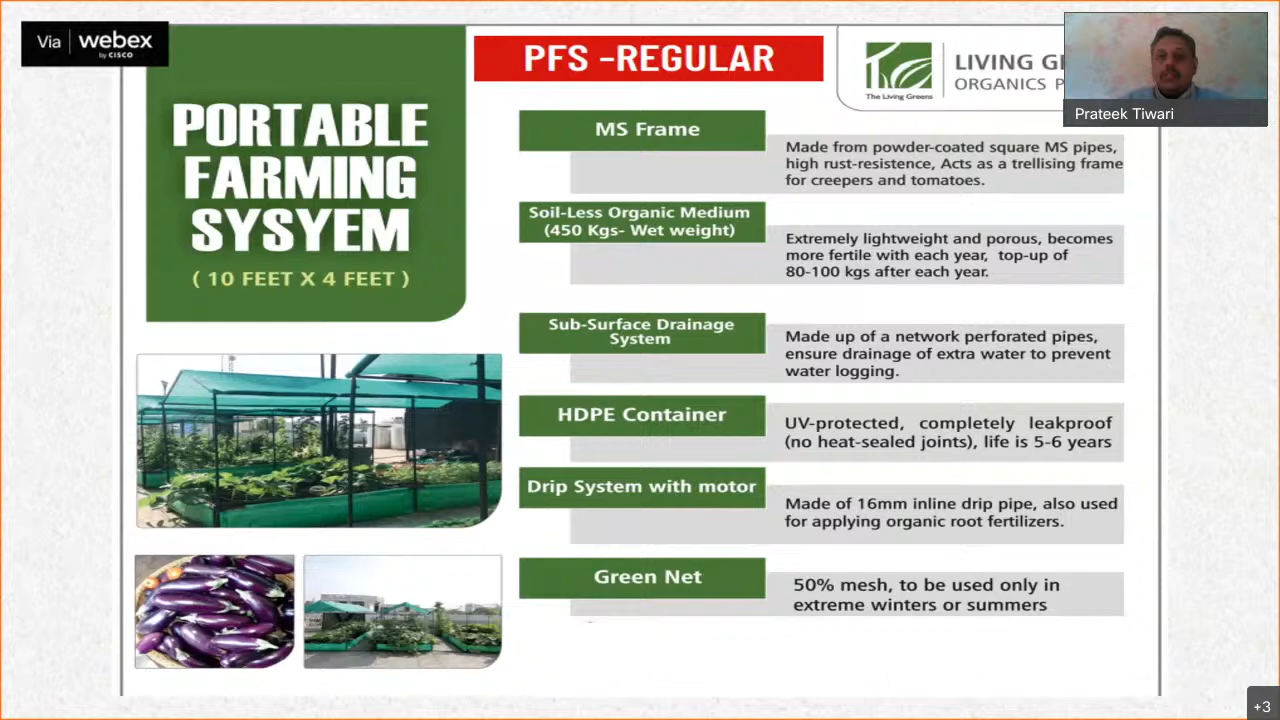 Via webex
by CISCO
PFS –REGULAR
The Living Greens
LIVING
ORGANICS
Prateek Tiwari
PORTABLE
FARMING
SYSYEM
( 10 FEET X 4 FEET )
MS Frame
Made from powder-coated square MS pipes,
high rust-resistence, Acts as a trellising frame
for creepers and tomatoes.
Soil-Less Organic Medium
(450 Kgs- Wet weight)
Extremely lightweight and porous, becomes
more fertile with each year, top-up of
80-100 kgs after each year.
Sub-Surface Drainage
System
Made up of a network perforated pipes,
ensure drainage of extra water to prevent
water logging.
HDPE Container
UV-protected, completely leakproof
(no heat-sealed joints), life is 5-6 years
Drip System with motor
Made of 16mm inline drip pipe, also used
for applying organic root fertilizers.
Green Net
50% mesh, to be used only in
extreme winters or summers
+3